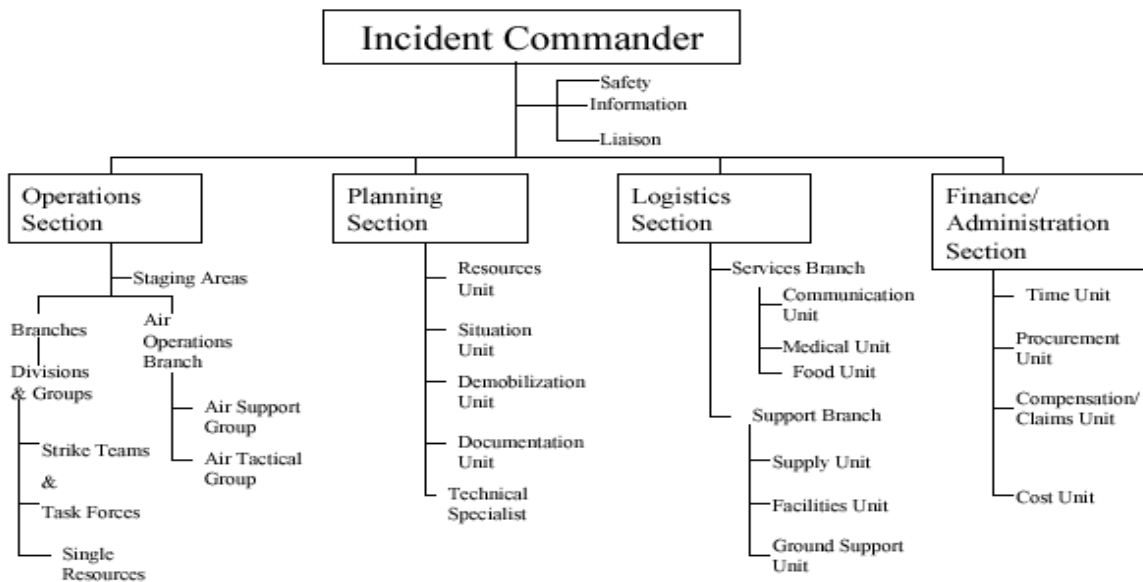 Incident Commander
Safety
Information
Liaison
Operations
Section
Planning
Section
Logistics
Section
Finance/
Administration
Section
Staging Areas
Branches
Air
Operations
Branch
Divisions
& Groups
Air Support
Group
Air Tactical
Group
Strike Teams
&
Task Forces
Single
Resources
Resources
Unit
Situation
Unit
Demobilization
Unit
Documentation
Unit
Technical
Specialist
Services Branch
Communication
Unit
Medical Unit
Food Unit
Support Branch
Supply Unit
Facilities Unit
Ground Support
Unit
Time Unit
Procurement
Unit
Compensation/
Claims Unit
Cost Unit